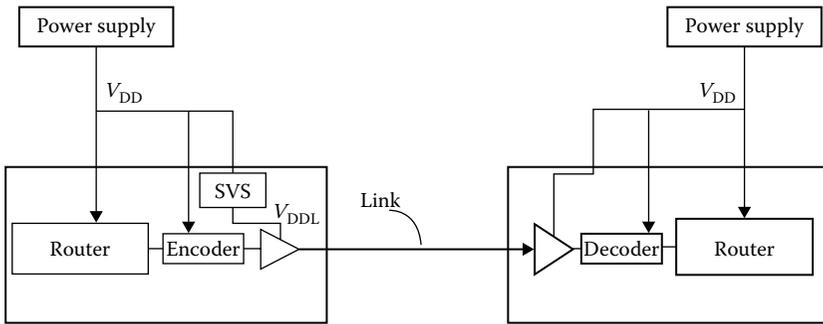 Power supply
Power supply
VDD
VDD
SVS
VDDL
Link
Router
Encoder
Decoder
Router